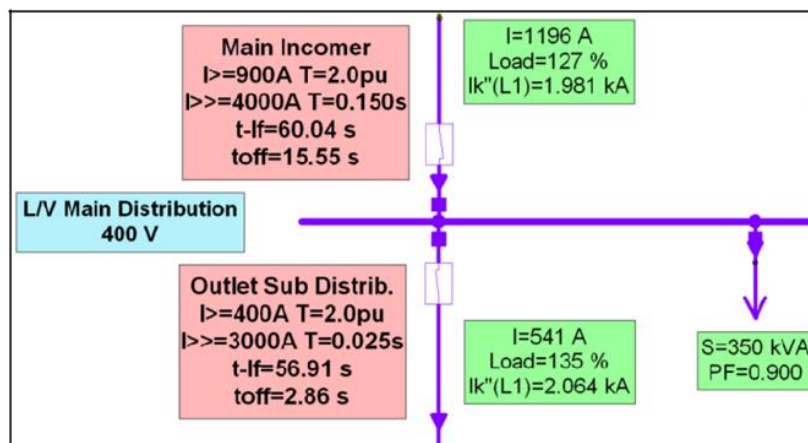 Main Incomer
I>=900A T=2.0pu
I>>=4000A T=0.150s
t-If=60.04 s
toff=15.55 s
I=1196 A
Load=127 %
Ik"(L1)=1.981 kA
L/V Main Distribution
400 V
Outlet Sub Distrib.
I>=400A T=2.0pu
I>>=3000A T=0.025s
t-If=56.91 s
toff=2.86 s
I=541 A
Load=135 %
Ik"(L1)=2.064 kA
S=350 kVA
PF=0.900